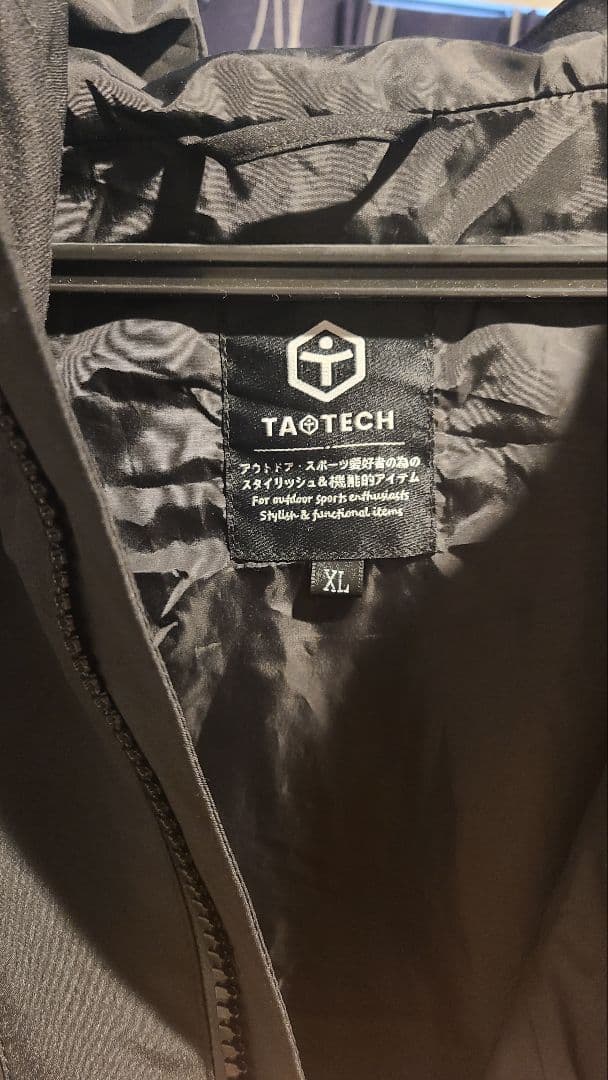 TAOTECH
アウトドア・スポーツ愛好者の為の
スタイリッシュ&機能的アイテム
For outdoor sports enthusiasts
Stylish & functional items
XL